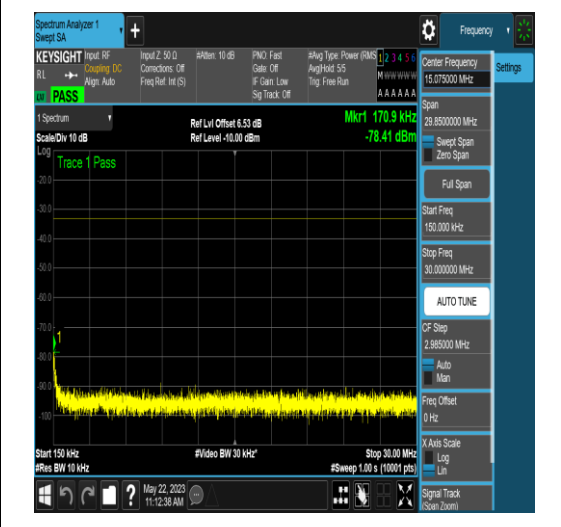 Spectrum Analyzer 1
Swept SA
+
Frequency
KEYSIGHT
RL
PASS
Input: RF
Coupling: DC
Align: Auto
Input Z: 50 Ω
Corrections: Off
Freq Ref: Int (S)
#Atten: 10 dB
PNO: Fast
Gate: Off
IF Gain: Low
Sig Track: Off
#Avg Type: Power (RMS
Avg|Hold: 5/5
Trig: Free Run
1 2 3 4 5 6
M W W W W W
A A A A A A
1 Spectrum
Scale/Div 10 dB
Log
Ref Lvl Offset 6.53 dB
Ref Level -10.00 dBm
Mkr1 170.9 kHz
-78.41 dBm
Trace 1 Pass
-20.0
-30.0
-40.0
-50.0
-60.0
-70.0
-80.0
-90.0
-100
1
Start 150 kHz
#Res BW 10 kHz
#Video BW 30 kHz*
Stop 30.00 MHz
#Sweep 1.00 s (10001 pts)
?
May 22, 2023
11:12:38 AM
Center Frequency
15.075000 MHz
Span
29.8500000 MHz
Swept Span
Zero Span
Full Span
Start Freq
150.000 kHz
Stop Freq
30.000000 MHz
AUTO TUNE
CF Step
2.985000 MHz
Auto
Man
Freq Offset
0 Hz
X Axis Scale
Log
Lin
Signal Track
(Span Zoom)
Settings